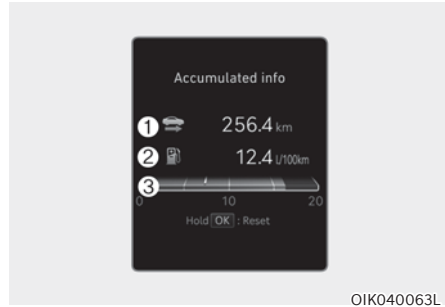 Accumulated info
1 256.4 km
2 12.4 l/100km
3
0 10 20
Hold OK : Reset
OIK040063L